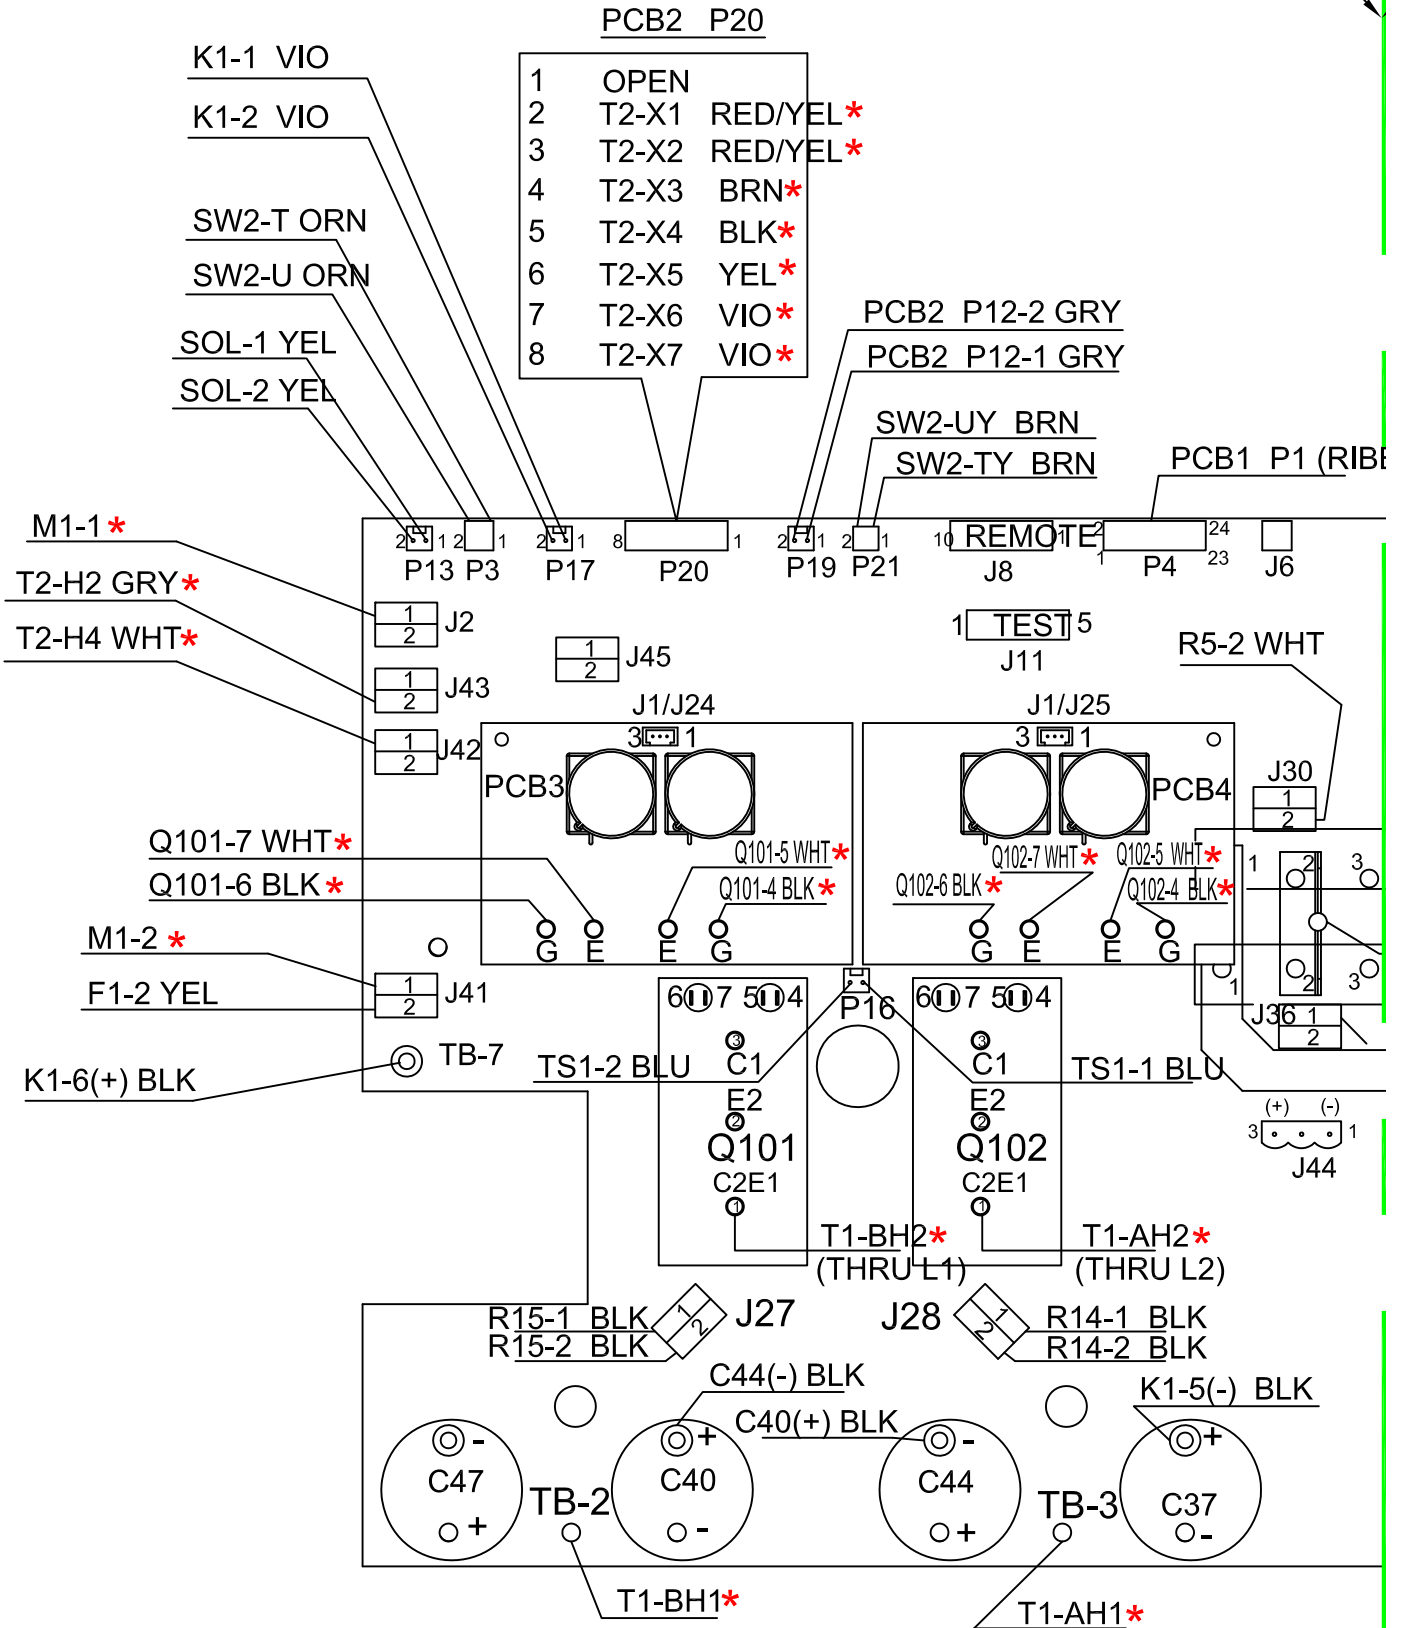 PCB2 P20
K1-1 VIO
1 OPEN
2 T2-X1 RED/YEL*
K1-2 VIO
3 T2-X2 RED/YEL*
4 T2-X3 BRN*
SW2-T ORN
5 T2-X4 BLK*
SW2-U ORN
6 T2-X5 YEL*
7 T2-X6 VIO*
PCB2 P12-2 GRY
SOL-1 YEL
8 T2-X7 VIO*
PCB2 P12-1 GRY
SOL-2 YEL
SW2-UY BRN
SW2-TY BRN
PCB1 P1 (RIB
M1-1*
2 1 2 1 2 1 8 1 2 1 2 1 10 REMOTE 1 2 24
1 23
P13 P3 P17 P20 P19 P21 J8 P4 J6
T2-H2 GRY*
1
2 J2
1 TEST 5
J11
T2-H4 WHT*
1
2 J45
R5-2 WHT
1
2 J43
J1/J24 J1/J25
3 1 3 1
1
2 J42
PCB3 PCB4
J30
1
2
Q101-7 WHT*
Q101-5 WHT*
Q102-7 WHT*
Q102-5 WHT*
1 2 3
Q101-6 BLK*
Q101-4 BLK*
Q102-6 BLK*
Q102-4 BLK*
G E E G G E E G
M1-2*
1 2 3
F1-2 YEL
1
2 J41
6 7 5 4 P16 6 7 5 4
J36 1
2
TB-7
3 3
C1 C1
TS1-2 BLU TS1-1 BLU
K1-6(+) BLK
E2 E2
2 2
(+) (-)
3 1
J44
Q101 Q102
C2E1 C2E1
1 1
T1-BH2*
(THRU L1)
T1-AH2*
(THRU L2)
R15-1 BLK
R15-2 BLK
1
2
J27 J28
1
2
R14-1 BLK
R14-2 BLK
C44(-) BLK
K1-5(-) BLK
C40(+) BLK
- + - +
C47 C40 C44 C37
TB-2 TB-3
+ - + -
T1-BH1*
T1-AH1*